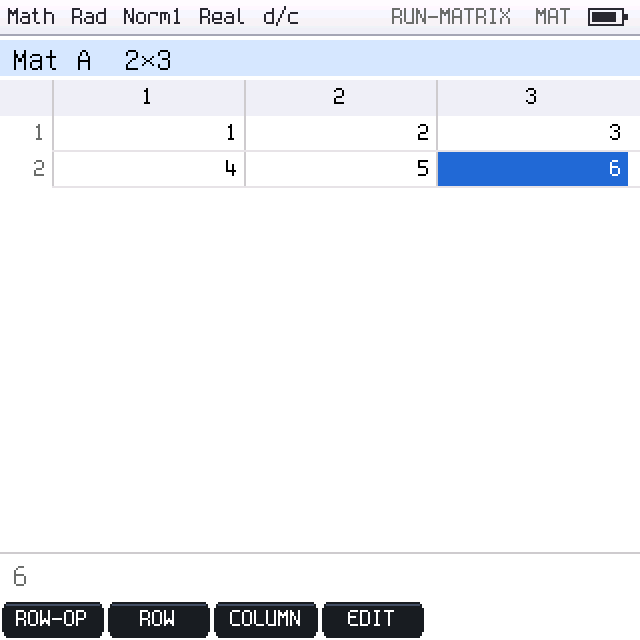 Math Rad Norm1 Real d/c RUN-MATRIX MAT
Mat A 2×3
1 2 3
1 1 2 3
2 4 5 6
6
ROW-OP ROW COLUMN EDIT